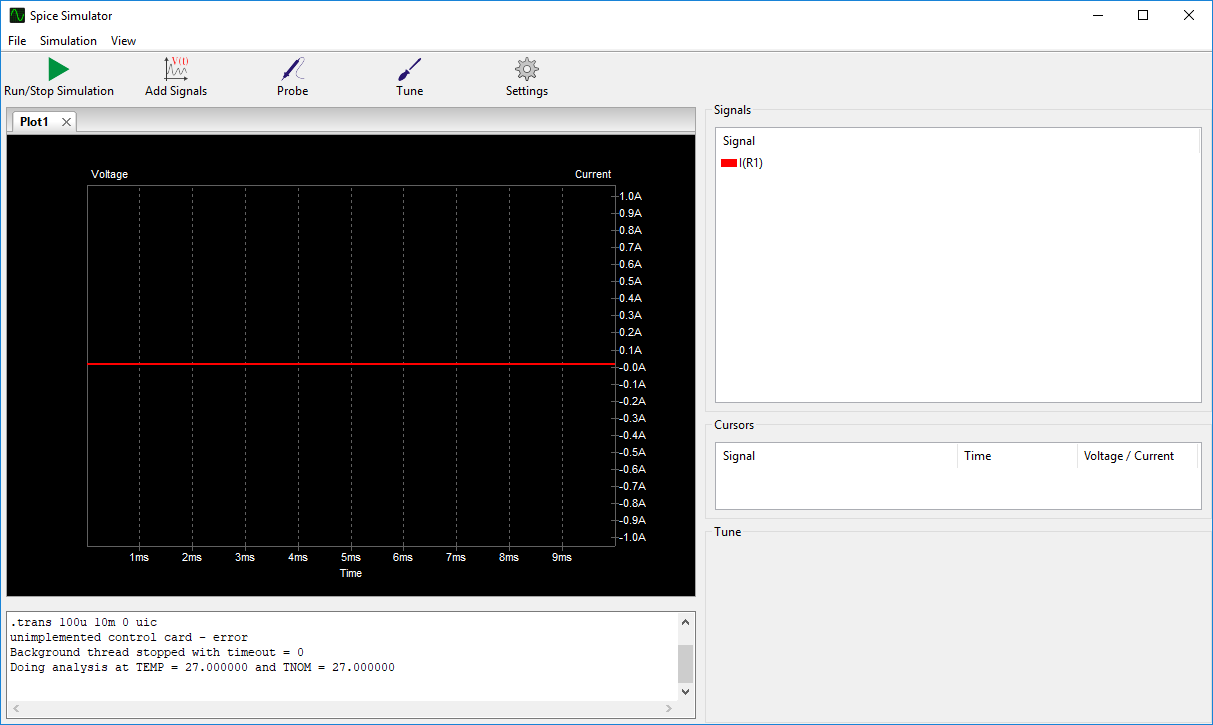 Spice Simulator
File Simulation View
Run/Stop Simulation Add Signals Probe Tune Settings
V(t)
Plot1
Voltage Current
1.0A
0.9A
0.8A
0.7A
0.6A
0.5A
0.4A
0.3A
0.2A
0.1A
-0.0A
-0.1A
-0.2A
-0.3A
-0.4A
-0.5A
-0.6A
-0.7A
-0.8A
-0.9A
-1.0A
1ms 2ms 3ms 4ms 5ms 6ms 7ms 8ms 9ms
Time
.trans 100u 10m 0 uic
unimplemented control card - error
Background thread stopped with timeout = 0
Doing analysis at TEMP = 27.000000 and TNOM = 27.000000
Signals
Signal
I(R1)
Cursors
Signal Time Voltage / Current
Tune